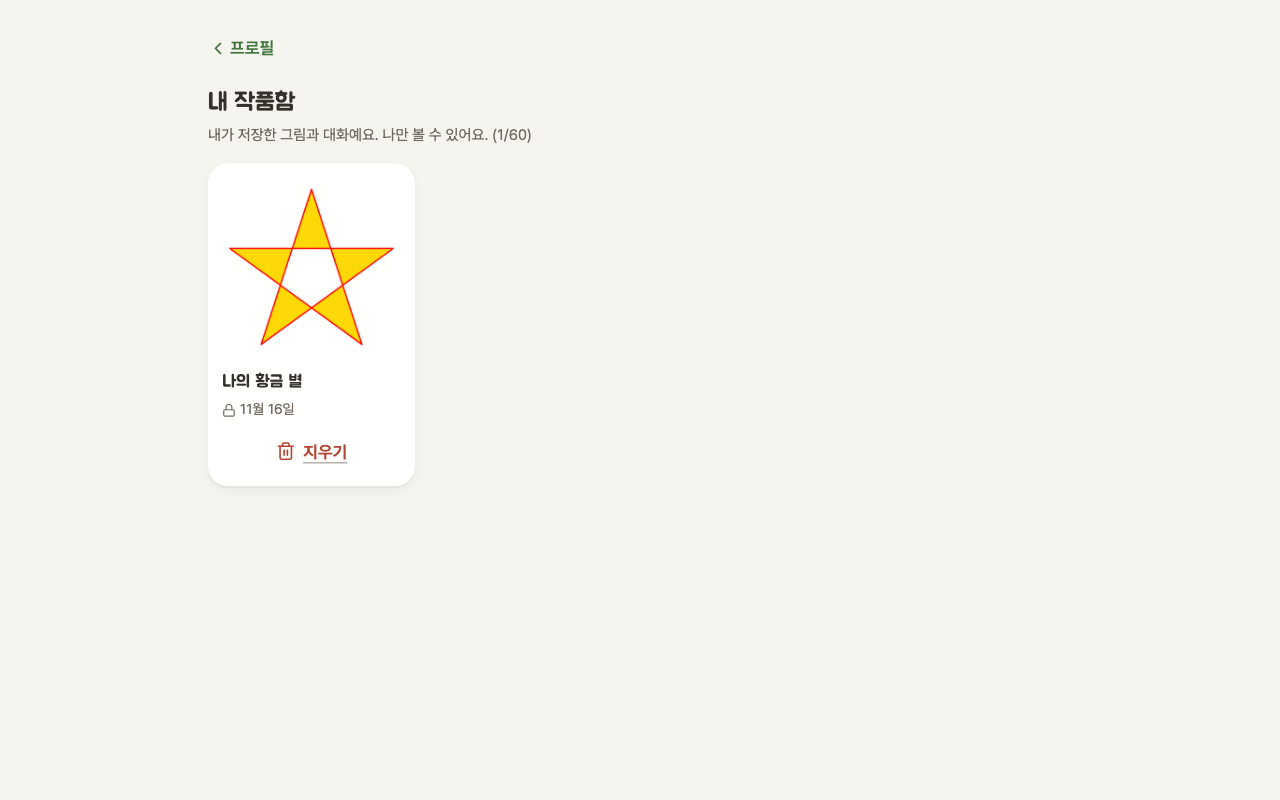 프로필
내 작품함
내가 저장한 그림과 대화예요. 나만 볼 수 있어요. (1/60)
나의 황금 별
11월 16일
지우기